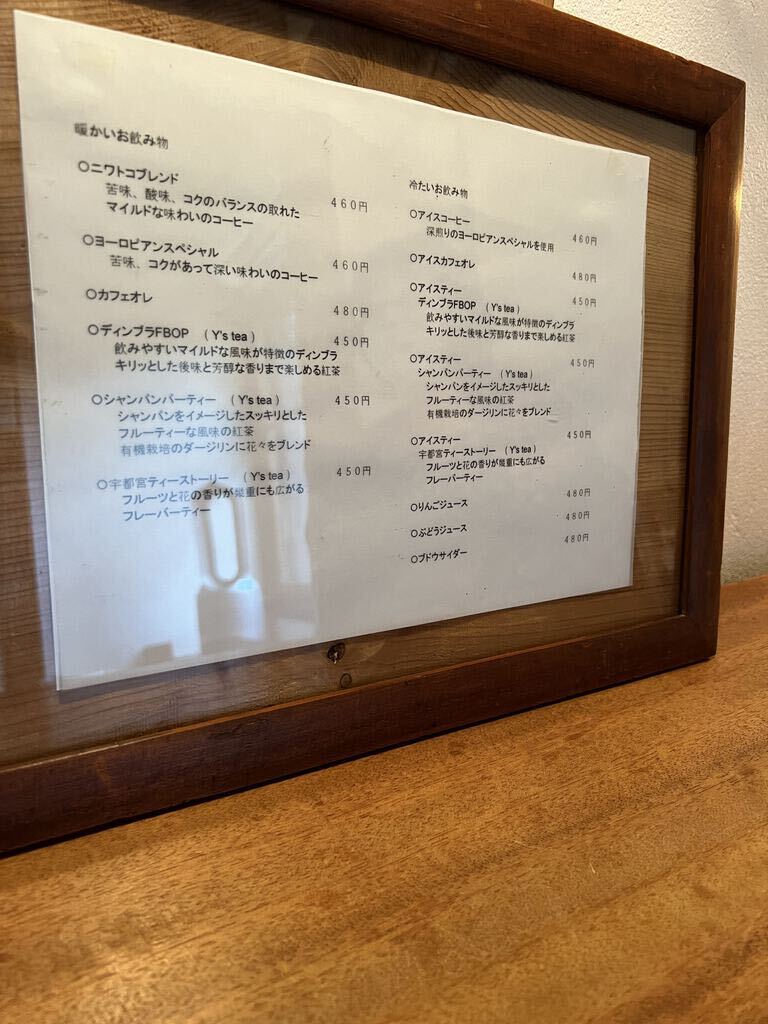 暖かいお飲み物
○ニワトコブレンド
苦味、酸味、コクのバランスの取れた 460円
マイルドな味わいのコーヒー
○ヨーロピアンスペシャル
苦味、コクがあって深い味わいのコーヒー 460円
○カフェオレ 480円
○ディンブラFBOP （Y's tea） 450円
飲みやすいマイルドな風味が特徴のディンブラ
キリッとした後味と芳醇な香りまで楽しめる紅茶
○シャンパンパーティー （Y's tea） 450円
シャンパンをイメージしたスッキリとした
フルーティーな風味の紅茶
有機栽培のダージリンに花々をブレンド
○宇都宮ティーストーリー （Y's tea） 450円
フルーツと花の香りが幾重にも広がる
フレーバーティー
冷たいお飲み物
○アイスコーヒー
深煎りのヨーロピアンスペシャルを使用 460円
○アイスカフェオレ 480円
○アイスティー 450円
ディンブラFBOP （Y's tea）
飲みやすいマイルドな風味が特徴のディンブラ
キリッとした後味と芳醇な香りまで楽しめる紅茶
○アイスティー 450円
シャンパンパーティー （Y's tea）
シャンパンをイメージしたスッキリとした
フルーティーな風味の紅茶
有機栽培のダージリンに花々をブレンド
○アイスティー 450円
宇都宮ティーストーリー （Y's tea）
フルーツと花の香りが幾重にも広がる
フレーバーティー
○りんごジュース 480円
○ぶどうジュース 480円
○ブドウサイダー 480円